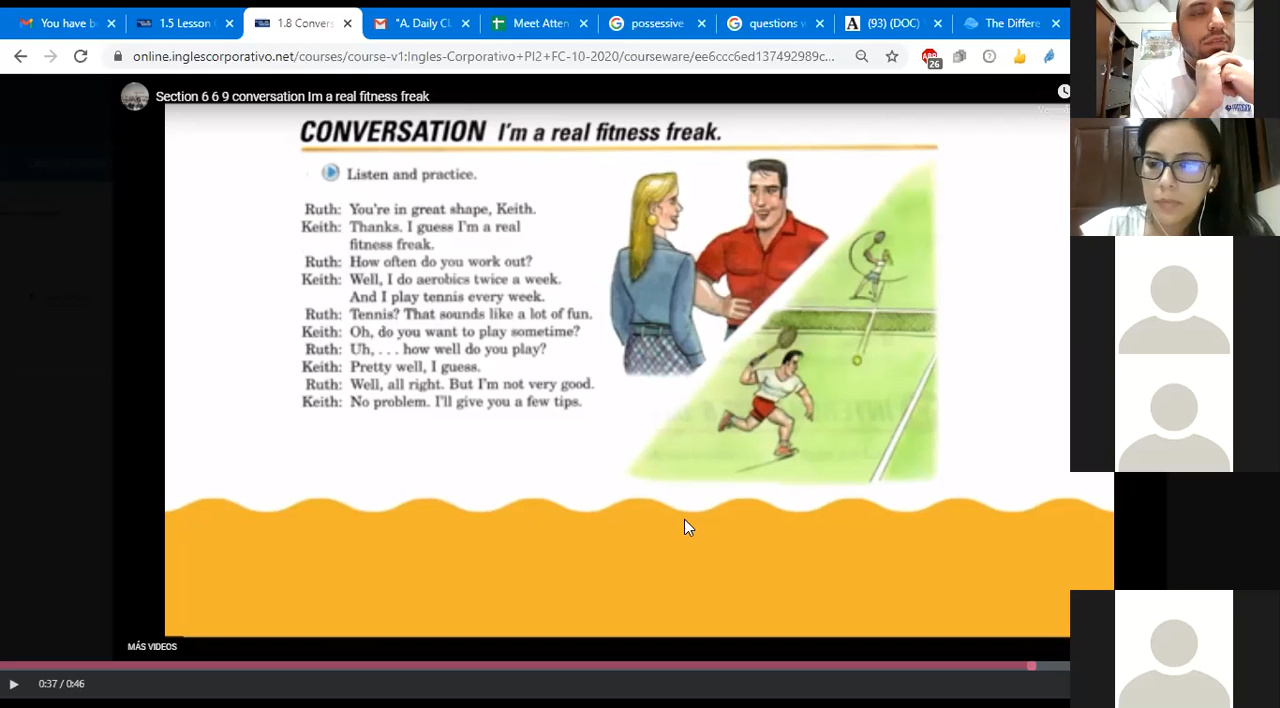 You have b
1.5 Lesson
1.8 Convers
"A. Daily Cl
Meet Atten
possessive
questions w
(93) (DOC)
The Differe
online.inglescorporativo.net/courses/course-v1:Ingles-Corporativo+PI2+FC-10-2020/courseware/ee6ccc6ed137492989c...
26
Section 6 6 9 conversation Im a real fitness freak
CONVERSATION I'm a real fitness freak.
Listen and practice.
Ruth: You're in great shape, Keith.
Keith: Thanks. I guess I'm a real
fitness freak.
Ruth: How often do you work out?
Keith: Well, I do aerobics twice a week.
And I play tennis every week.
Ruth: Tennis? That sounds like a lot of fun.
Keith: Oh, do you want to play sometime?
Ruth: Uh, . . . how well do you play?
Keith: Pretty well, I guess.
Ruth: Well, all right. But I'm not very good.
Keith: No problem. I'll give you a few tips.
MÁS VIDEOS
0:37 / 0:46